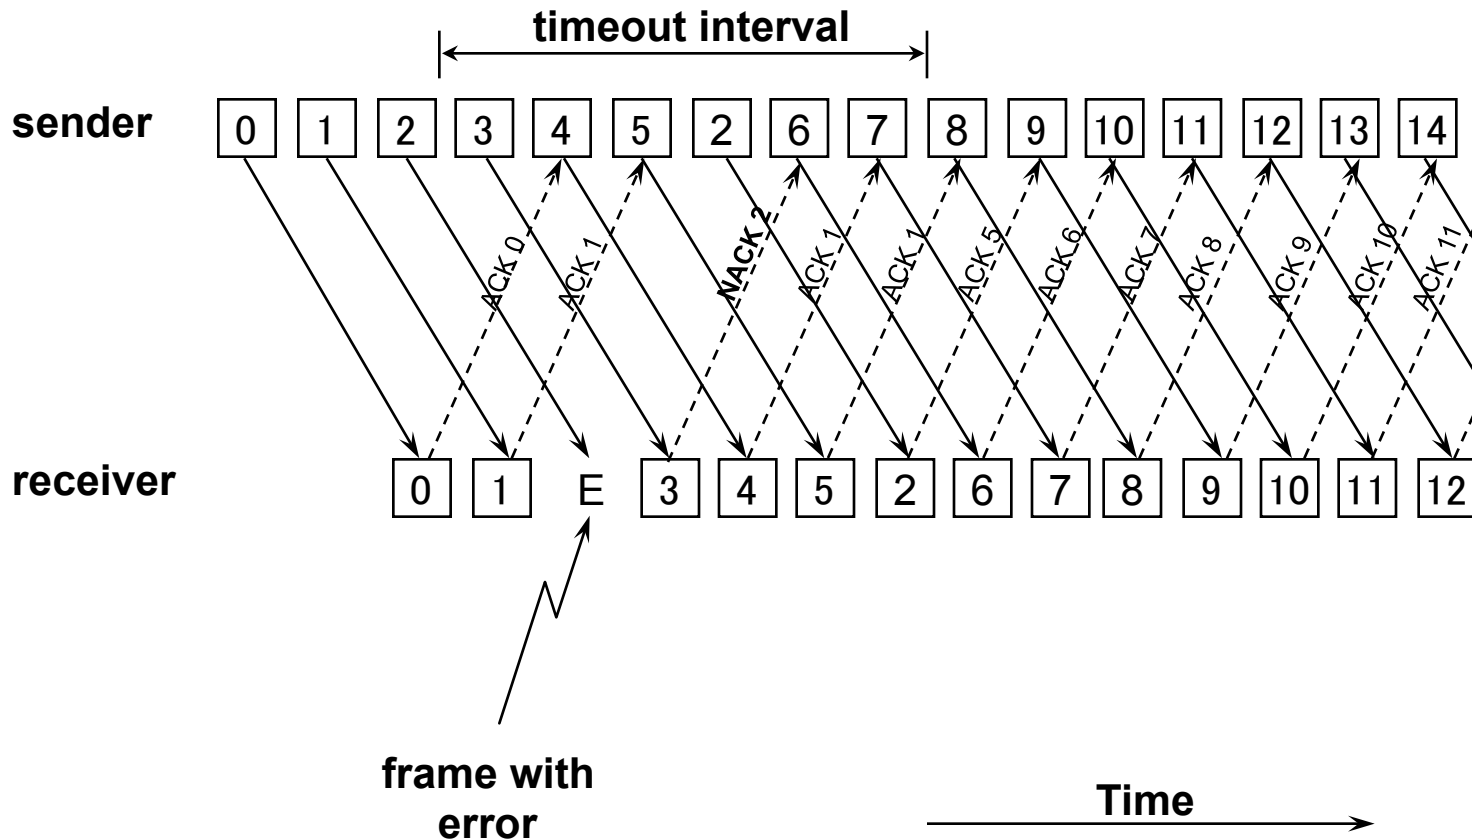 timeout interval
sender 0 1 2 3 4 5 2 6 7 8 9 10 11 12 13 14
ACK 0 ACK 1 NACK 2 ACK 1 ACK 1 ACK 5 ACK 6 ACK 7 ACK 8 ACK 9 ACK 10 ACK 11
receiver 0 1 E 3 4 5 2 6 7 8 9 10 11 12
frame with
error
Time